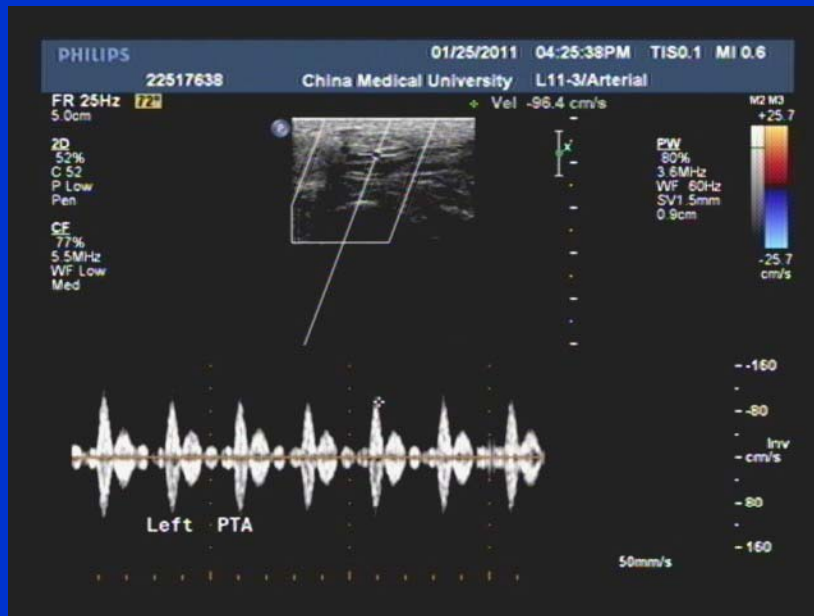 PHILIPS 01/25/2011 04:25:38PM TIS0.1 MI 0.6
22517638 China Medical University L11-3/Arterial
FR 25Hz 72°
5.0cm
2D
52%
C 52
P Low
Pen
CF
77%
5.5MHz
WF Low
Med
Vel -96.4 cm/s
P
x
PW
80%
3.6MHz
WF 60Hz
SV1.5mm
0.9cm
M2 M3
+25.7
-25.7
cm/s
-160
-80
Inv
cm/s
80
160
Left PTA
50mm/s